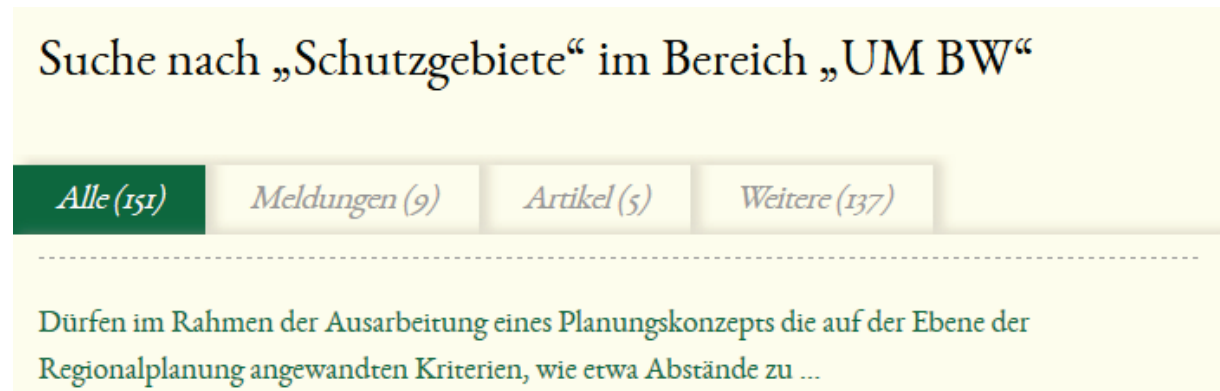 Suche nach „Schutzgebiete“ im Bereich „UM BW“
Alle (151) Meldungen (9) Artikel (5) Weitere (137)
Dürfen im Rahmen der Ausarbeitung eines Planungskonzepts die auf der Ebene der
Regionalplanung angewandten Kriterien, wie etwa Abstände zu ...